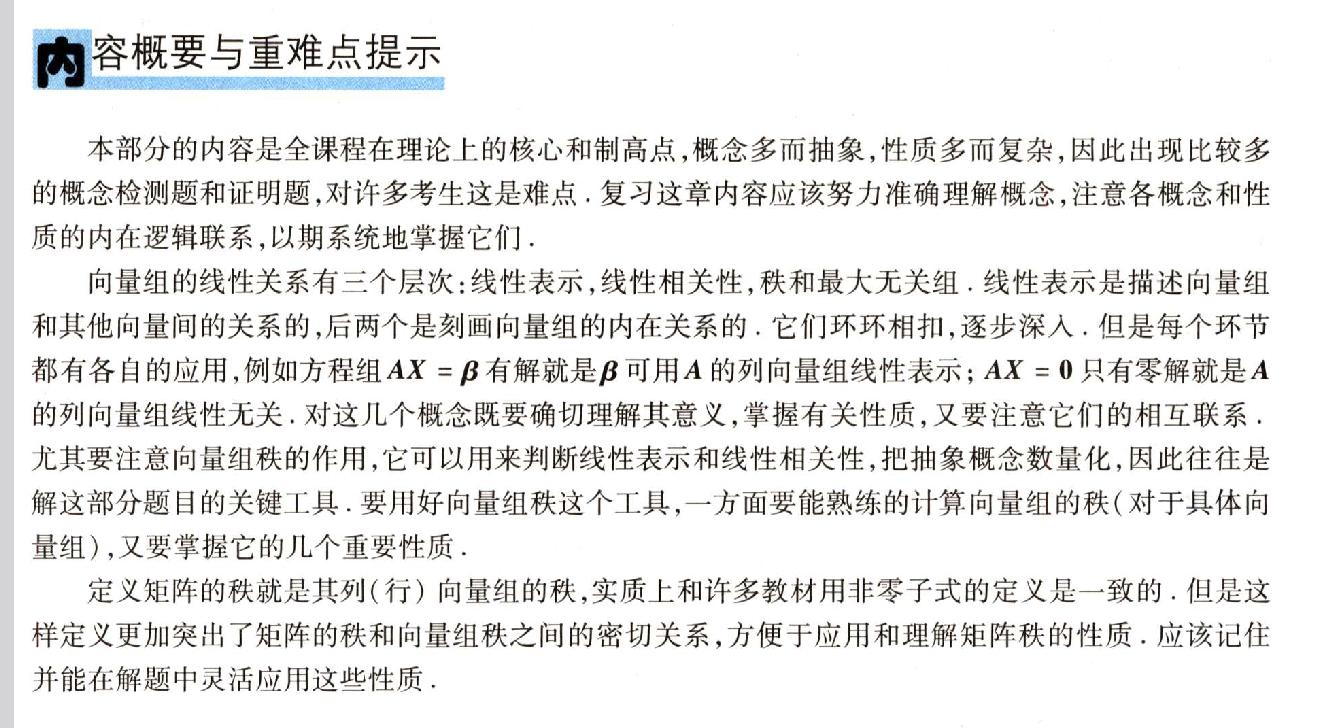 内容概要与重难点提示
本部分的内容是全课程在理论上的核心和制高点,概念多而抽象,性质多而复杂,因此出现比较多
的概念检测题和证明题,对许多考生这是难点.复习这章内容应该努力准确理解概念,注意各概念和性
质的内在逻辑联系,以期系统地掌握它们.
向量组的线性关系有三个层次:线性表示,线性相关性,秩和最大无关组.线性表示是描述向量组
和其他向量间的关系的,后两个是刻画向量组的内在关系的.它们环环相扣,逐步深入.但是每个环节
都有各自的应用,例如方程组AX = β有解就是β可用A的列向量组线性表示;AX = 0只有零解就是A
的列向量组线性无关.对这几个概念既要确切理解其意义,掌握有关性质,又要注意它们的相互联系.
尤其要注意向量组秩的作用,它可以用来判断线性表示和线性相关性,把抽象概念数量化,因此往往是
解这部分题目的关键工具.要用好向量组秩这个工具,一方面要能熟练的计算向量组的秩(对于具体向
量组),又要掌握它的几个重要性质.
定义矩阵的秩就是其列(行)向量组的秩,实质上和许多教材用非零子式的定义是一致的.但是这
样定义更加突出了矩阵的秩和向量组秩之间的密切关系,方便于应用和理解矩阵秩的性质.应该记住
并能在解题中灵活应用这些性质.